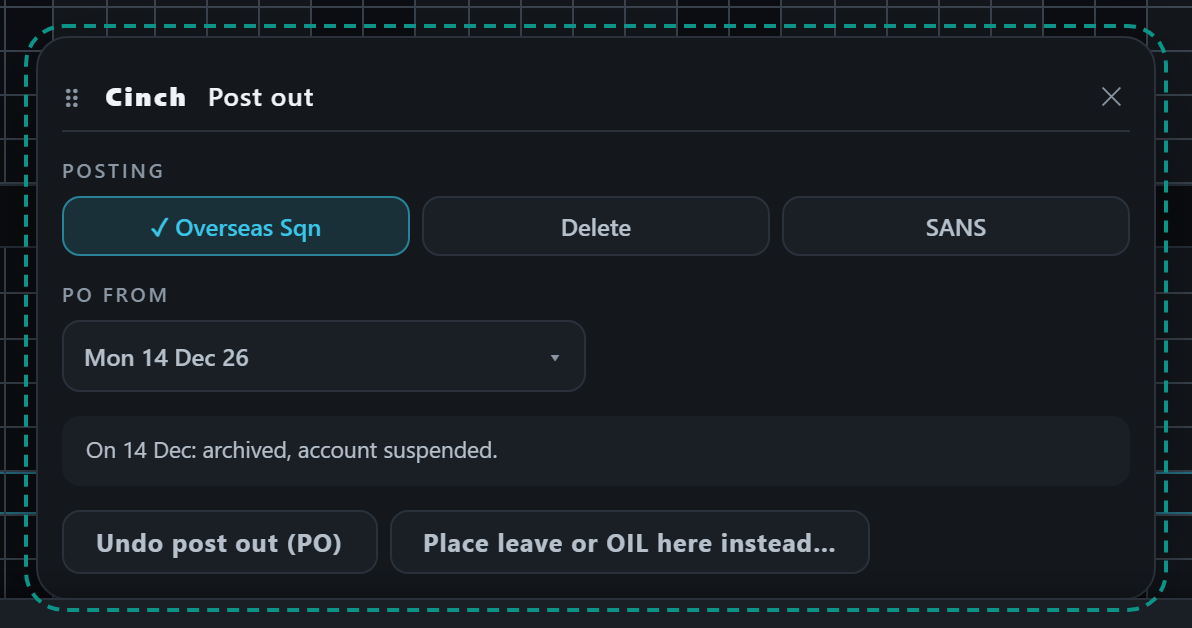 Cinch Post out
POSTING
✓ Overseas Sqn
Delete
SANS
PO FROM
Mon 14 Dec 26
On 14 Dec: archived, account suspended.
Undo post out (PO)
Place leave or OIL here instead...